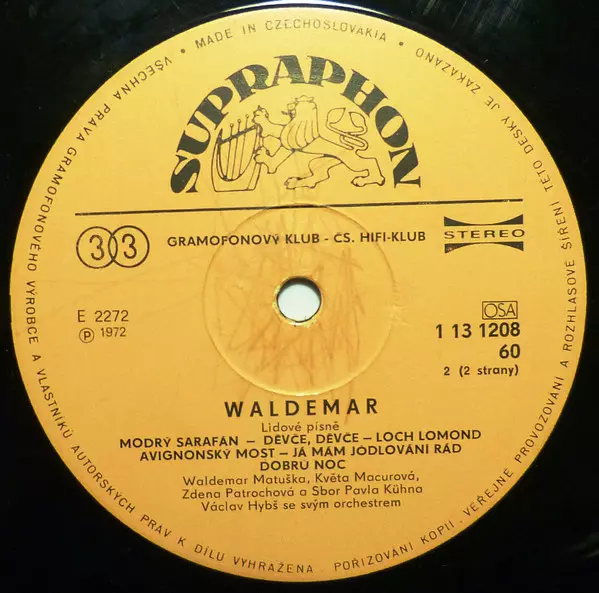 MADE IN CZECHOSLOVAKIA • VŠECHNA PRÁVA GRAMOFONOVÉHO VÝROBCE A VLASTNÍKŮ AUTORSKÝCH PRÁV K DÍLU VYHRAŽENA. POŘIZOVÁNÍ KOPIÍ, VEŘEJNÉ PROVOZOVÁNÍ A ROZHLASOVÉ ŠÍŘENÍ TÉTO DESKY JE ZAKÁZÁNO •
SUPRAPHON
33
GRAMOFONOVÝ KLUB - ČS. HIFI-KLUB
STEREO
E 2272
OSA
Ⓟ 1972
1 13 1208
60
2 (2 strany)
WALDEMAR
Lidové písně
MODRÝ SARAFÁN – DĚVČE, DĚVČE – LOCH LOMOND
AVIGNONSKÝ MOST – JÁ MÁM JÓDLOVÁNÍ RÁD
DOBRU NOC
Waldemar Matuška, Květa Macurová,
Zdena Patrochová a Sbor Pavla Kühna
Václav Hybš se svým orchestrem